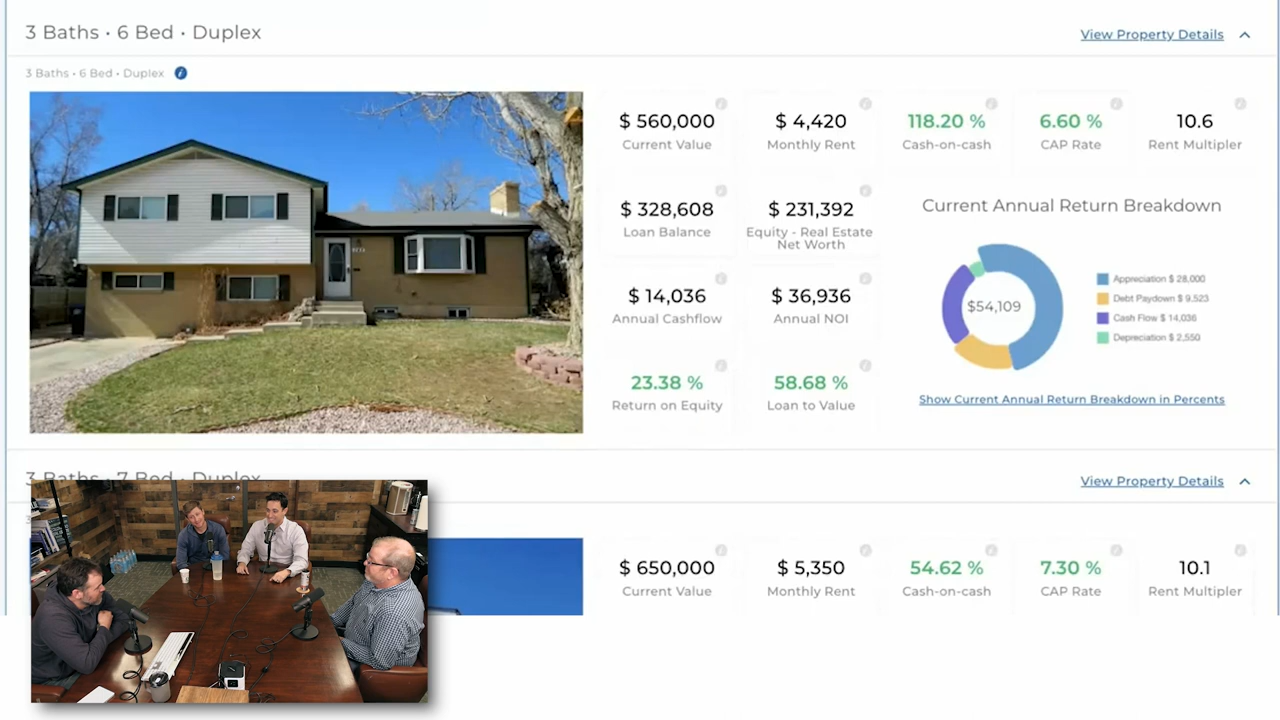 3 Baths • 6 Bed • Duplex
View Property Details
3 Baths • 6 Bed • Duplex
$ 560,000
Current Value
$ 4,420
Monthly Rent
118.20 %
Cash-on-cash
6.60 %
CAP Rate
10.6
Rent Multiplier
$ 328,608
Loan Balance
$ 231,392
Equity - Real Estate
Net Worth
$ 14,036
Annual Cashflow
$ 36,936
Annual NOI
23.38 %
Return on Equity
58.68 %
Loan to Value
Current Annual Return Breakdown
$54,109
Appreciation $ 28,000
Debt Paydown $ 9,523
Cash Flow $ 14,036
Depreciation $ 2,550
Show Current Annual Return Breakdown in Percents
3 Baths • 7 Bed • Duplex
View Property Details
$ 650,000
Current Value
$ 5,350
Monthly Rent
54.62 %
Cash-on-cash
7.30 %
CAP Rate
10.1
Rent Multiplier